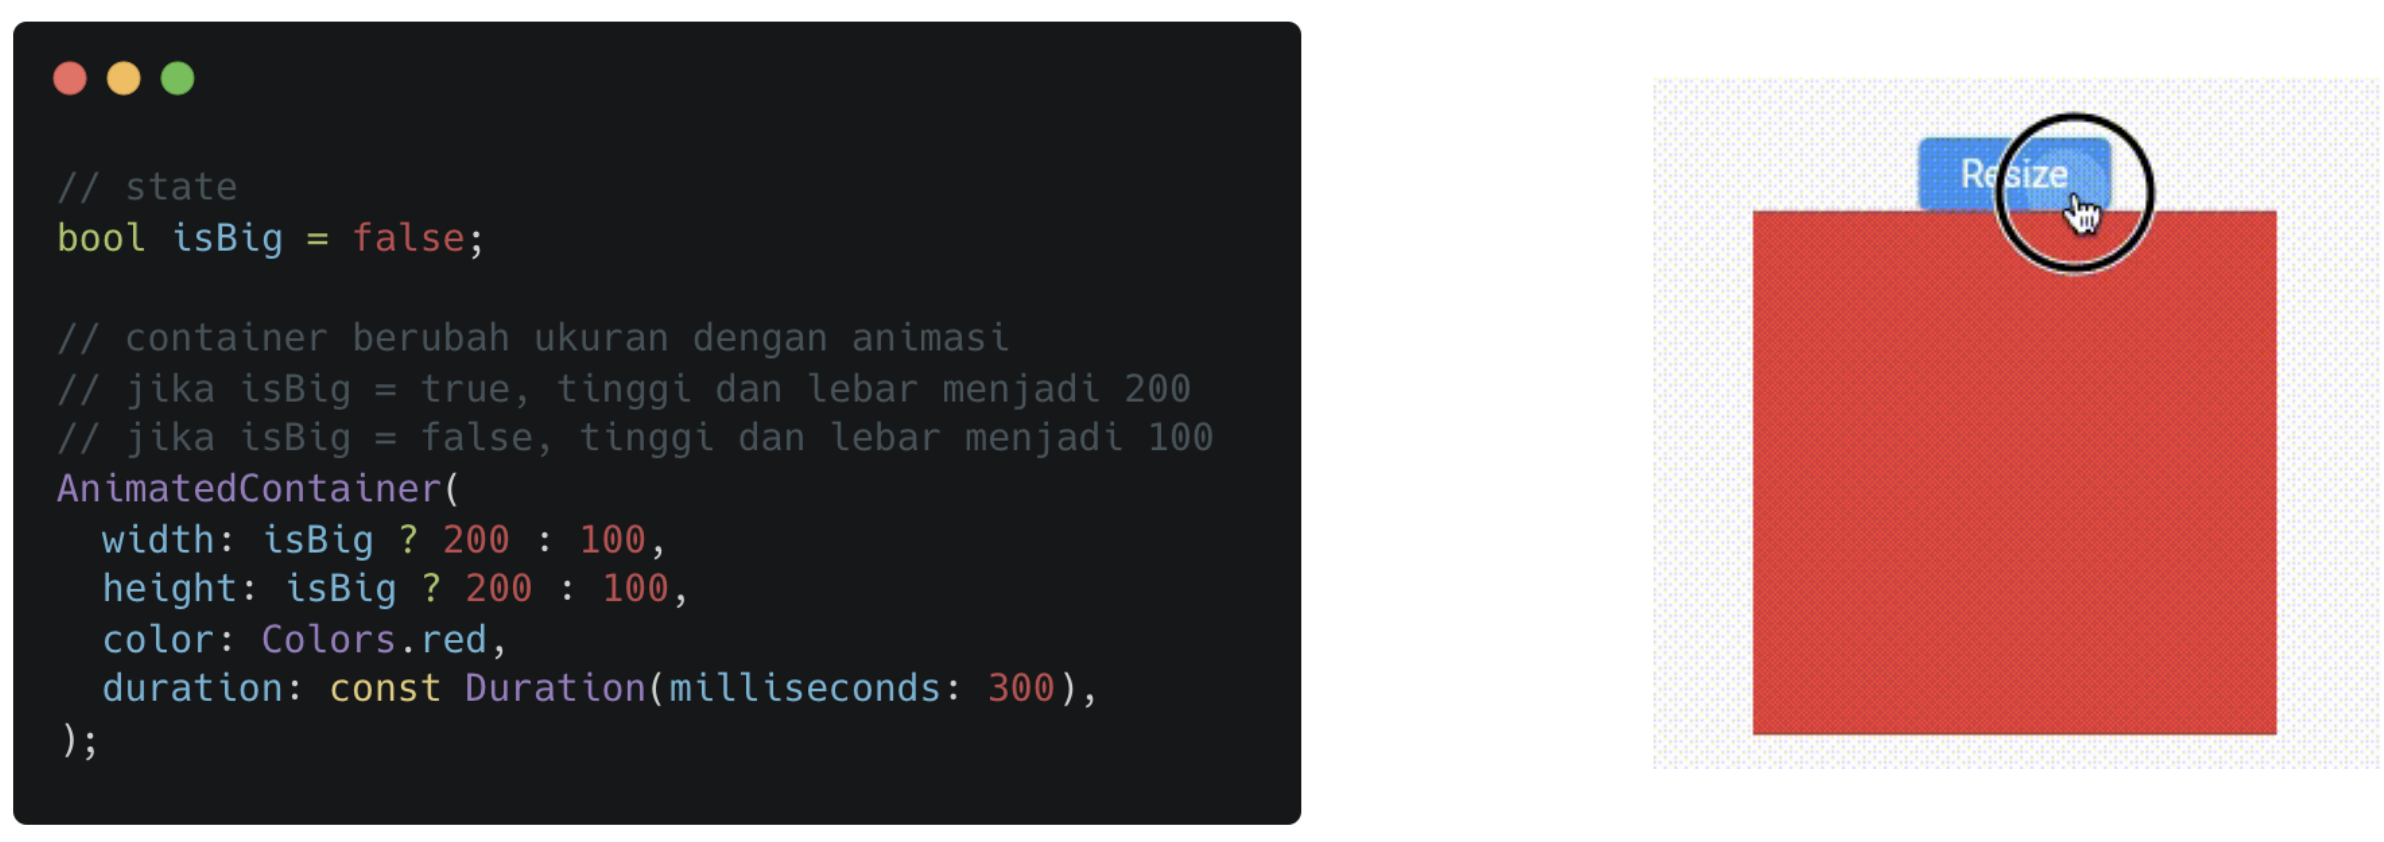 // state
bool isBig = false;
// container berubah ukuran dengan animasi
// jika isBig = true, tinggi dan lebar menjadi 200
// jika isBig = false, tinggi dan lebar menjadi 100
AnimatedContainer(
  width: isBig ? 200 : 100,
  height: isBig ? 200 : 100,
  color: Colors.red,
  duration: const Duration(milliseconds: 300),
);
Resize